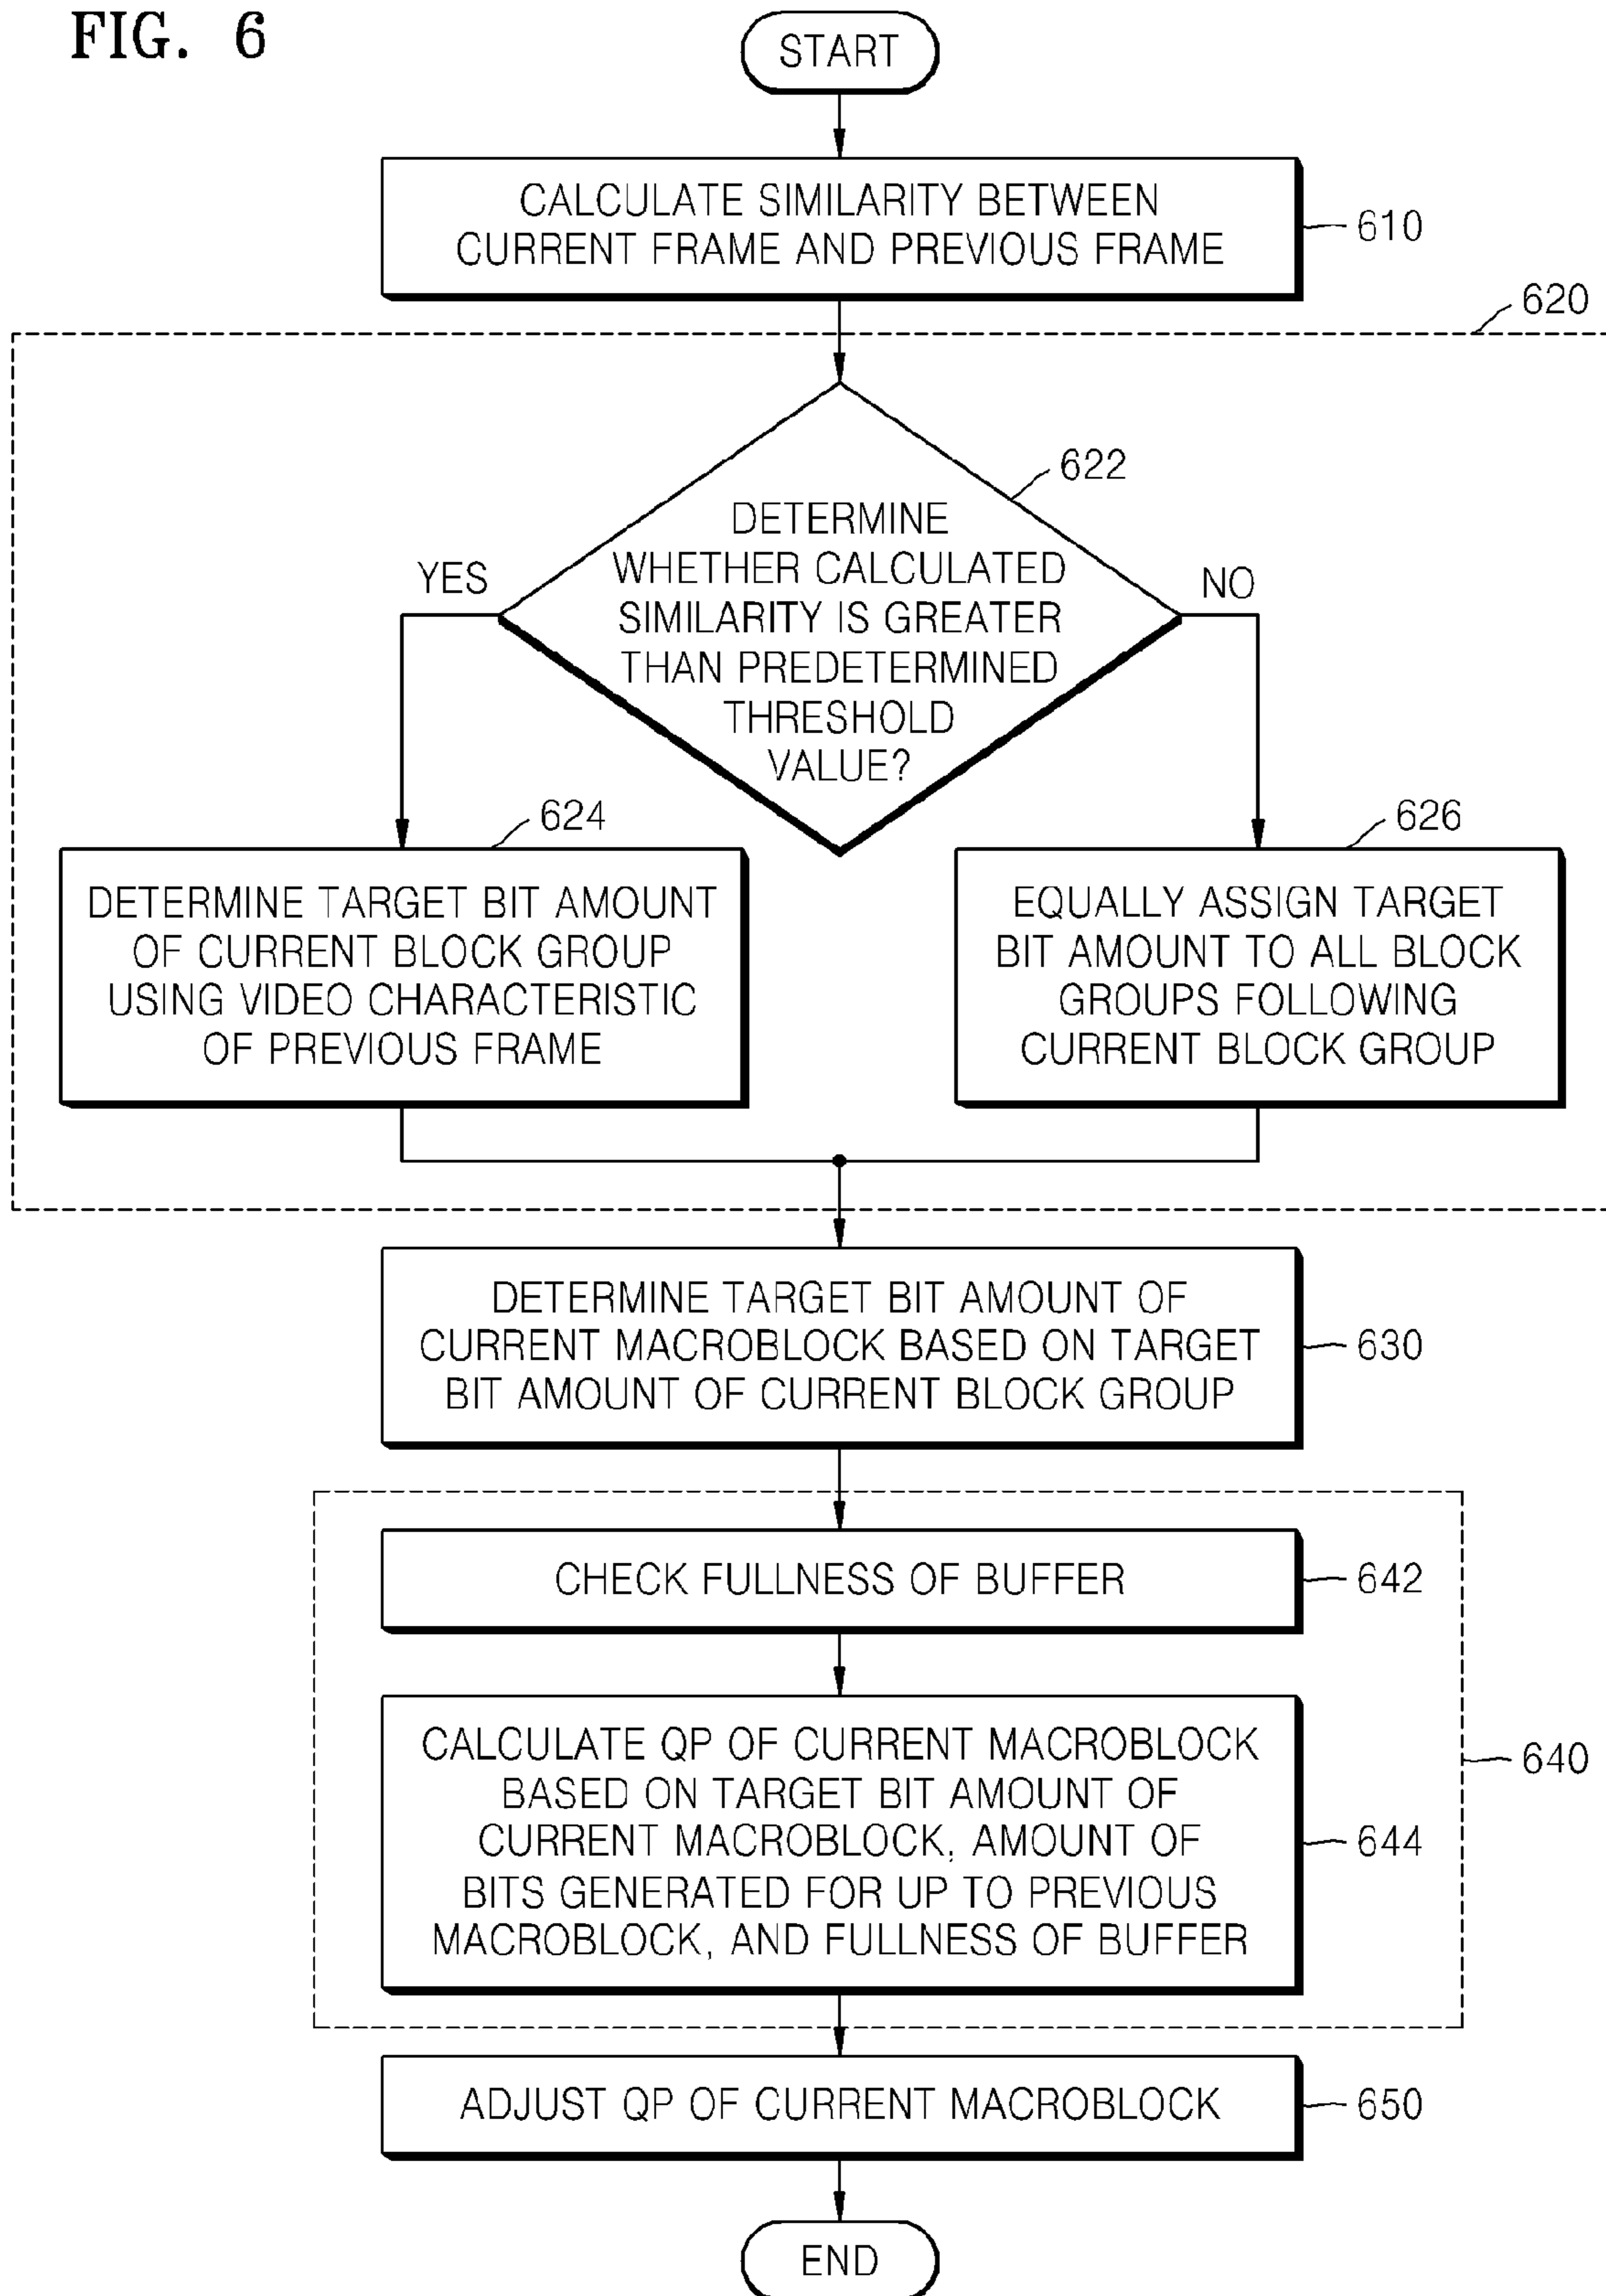 FIG. 6
START
CALCULATE SIMILARITY BETWEEN
CURRENT FRAME AND PREVIOUS FRAME
610
620
622
DETERMINE
WHETHER CALCULATED
SIMILARITY IS GREATER
THAN PREDETERMINED
THRESHOLD
VALUE?
YES
NO
624
DETERMINE TARGET BIT AMOUNT
OF CURRENT BLOCK GROUP
USING VIDEO CHARACTERISTIC
OF PREVIOUS FRAME
626
EQUALLY ASSIGN TARGET
BIT AMOUNT TO ALL BLOCK
GROUPS FOLLOWING
CURRENT BLOCK GROUP
DETERMINE TARGET BIT AMOUNT OF
CURRENT MACROBLOCK BASED ON TARGET
BIT AMOUNT OF CURRENT BLOCK GROUP
630
CHECK FULLNESS OF BUFFER
642
CALCULATE QP OF CURRENT MACROBLOCK
BASED ON TARGET BIT AMOUNT OF
CURRENT MACROBLOCK, AMOUNT OF
BITS GENERATED FOR UP TO PREVIOUS
MACROBLOCK, AND FULLNESS OF BUFFER
644
640
ADJUST QP OF CURRENT MACROBLOCK
650
END